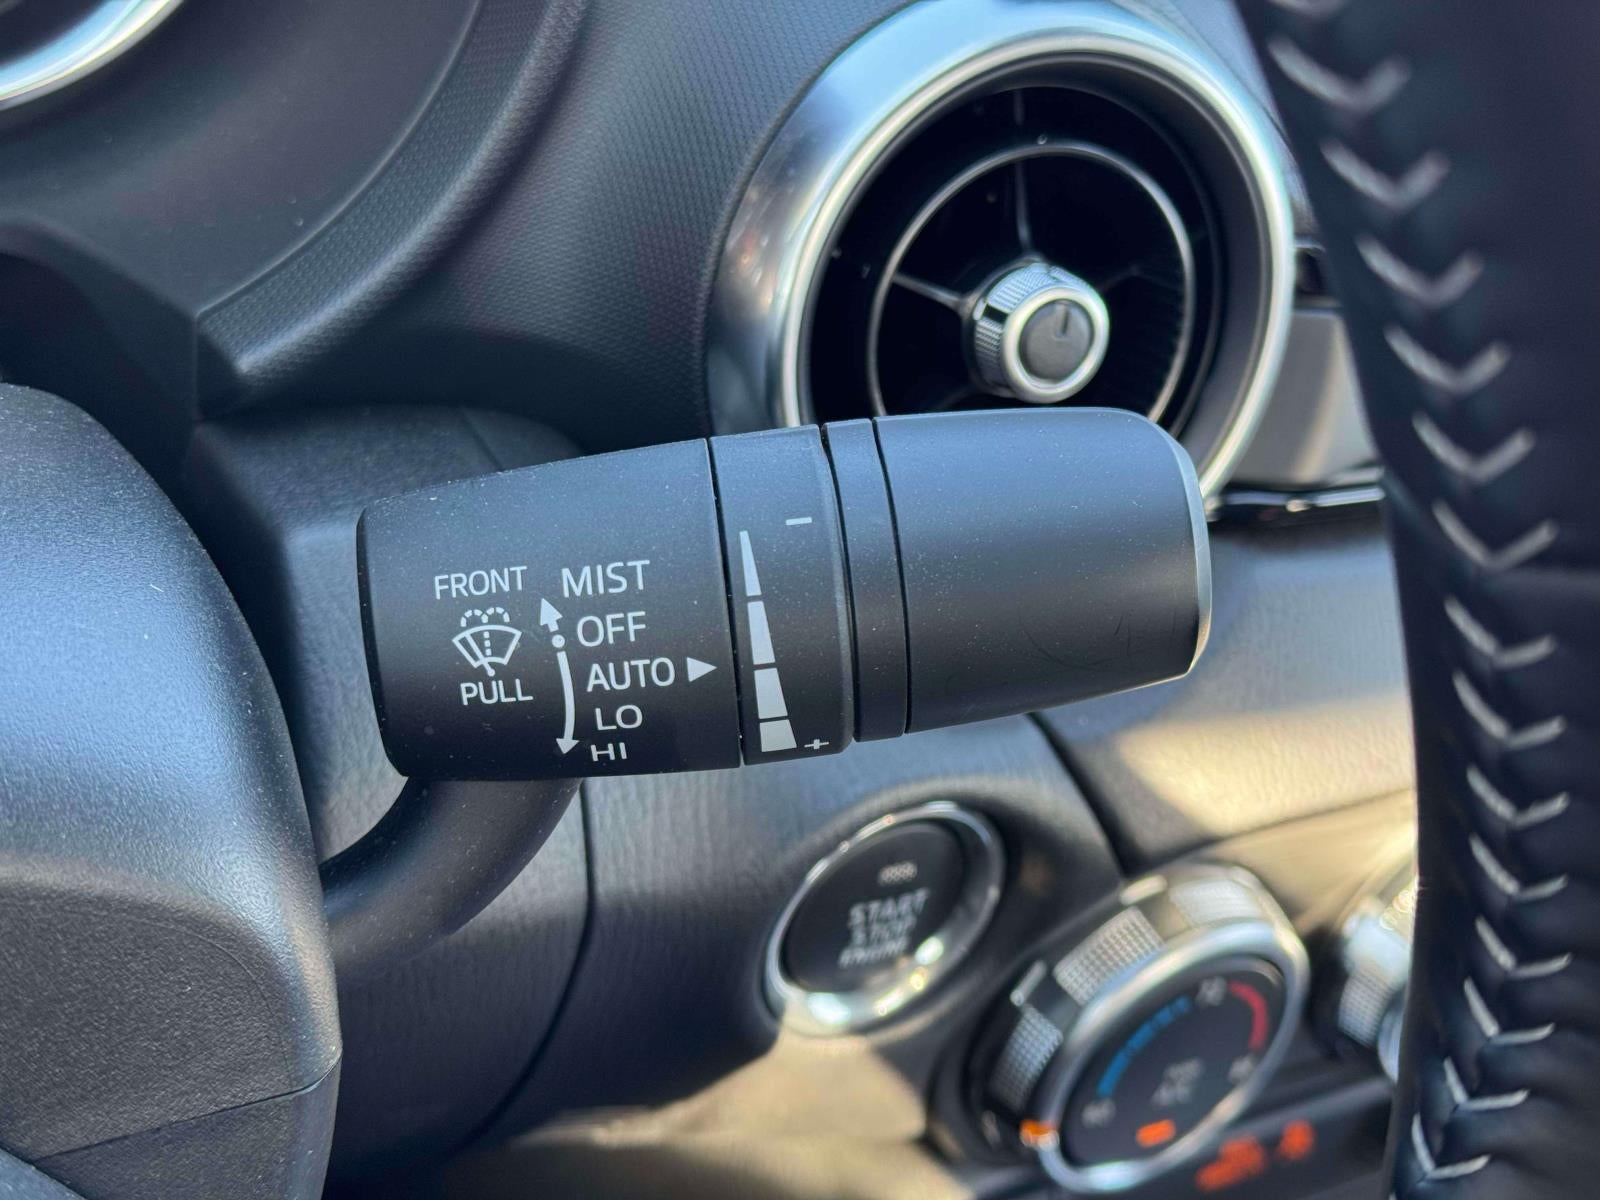 FRONT
PULL
MIST
OFF
AUTO
LO
HI
−
+
START
STOP
ENGINE